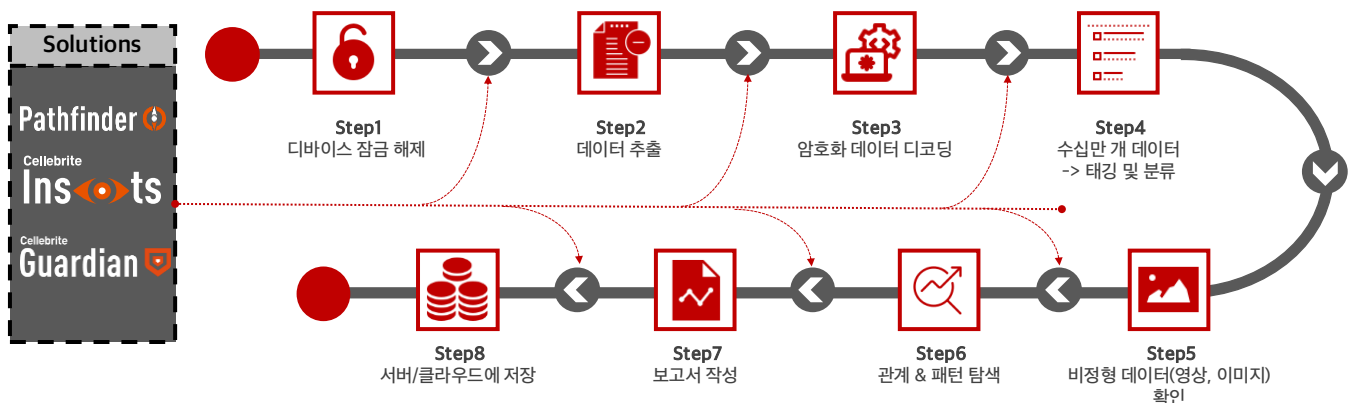 Solutions
Pathfinder
Cellebrite
Ins ts
Cellebrite
Guardian
Step1
디바이스 잠금 해제
Step2
데이터 추출
Step3
암호화 데이터 디코딩
Step4
수십만 개 데이터
-> 태깅 및 분류
Step8
서버/클라우드에 저장
Step7
보고서 작성
Step6
관계 & 패턴 탐색
Step5
비정형 데이터(영상, 이미지)
확인